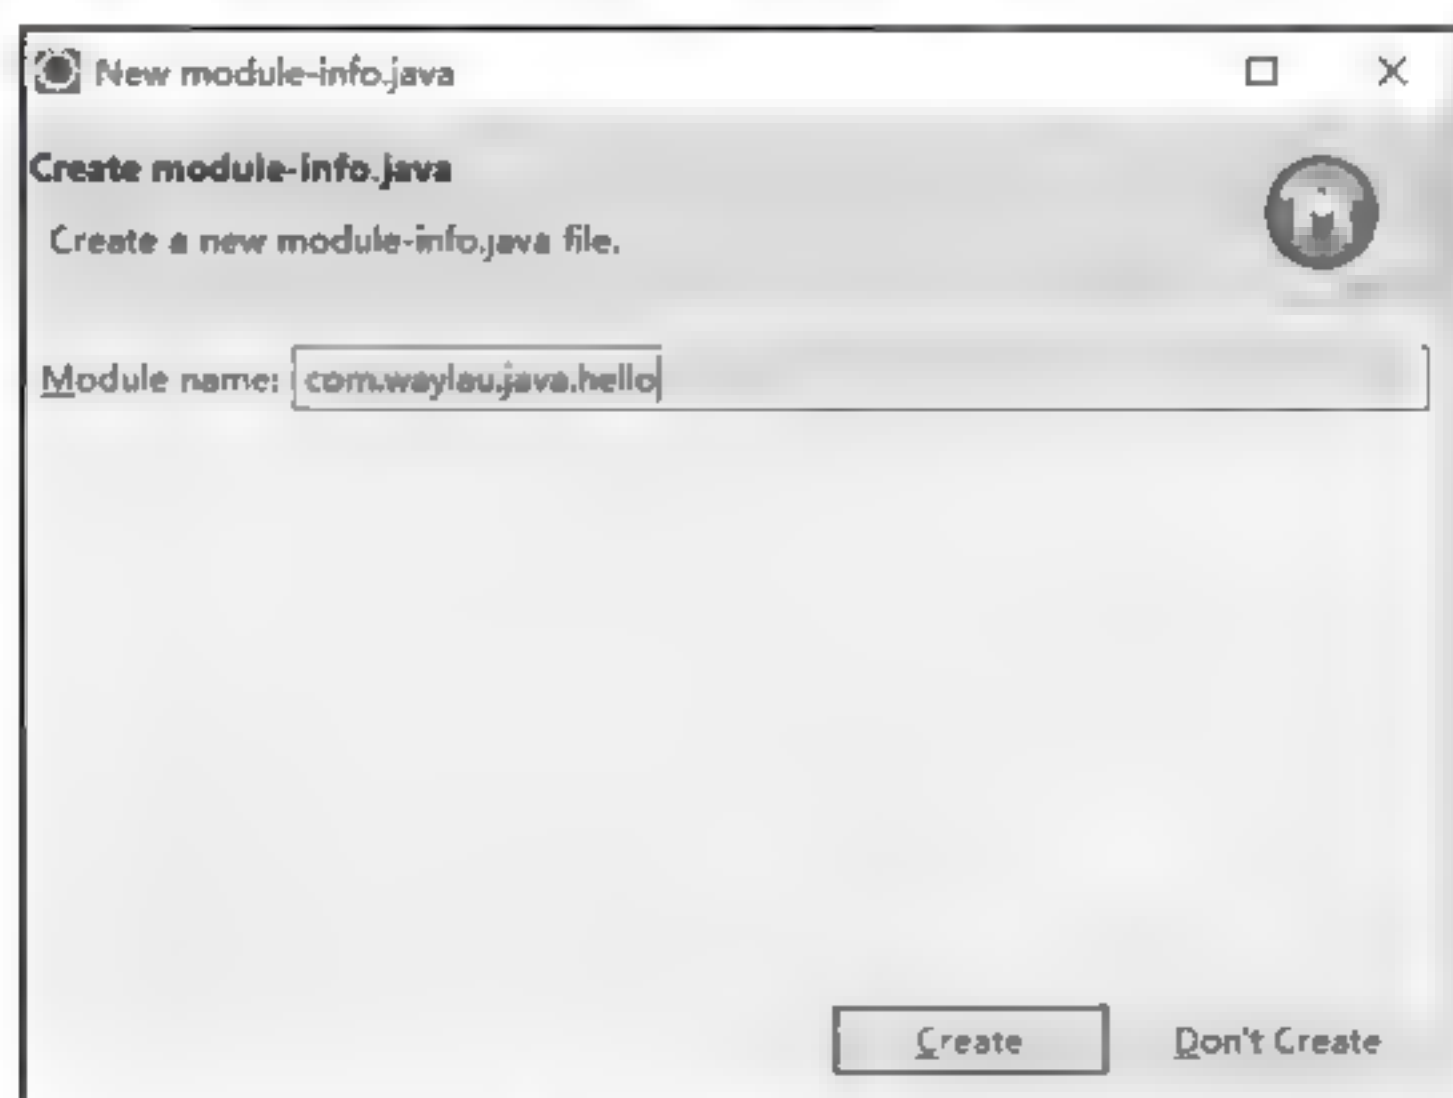 New module-info.java
Create module-info.java
Create a new module-info.java file.
Module name: com.waylau.java.hello
Create Don't Create